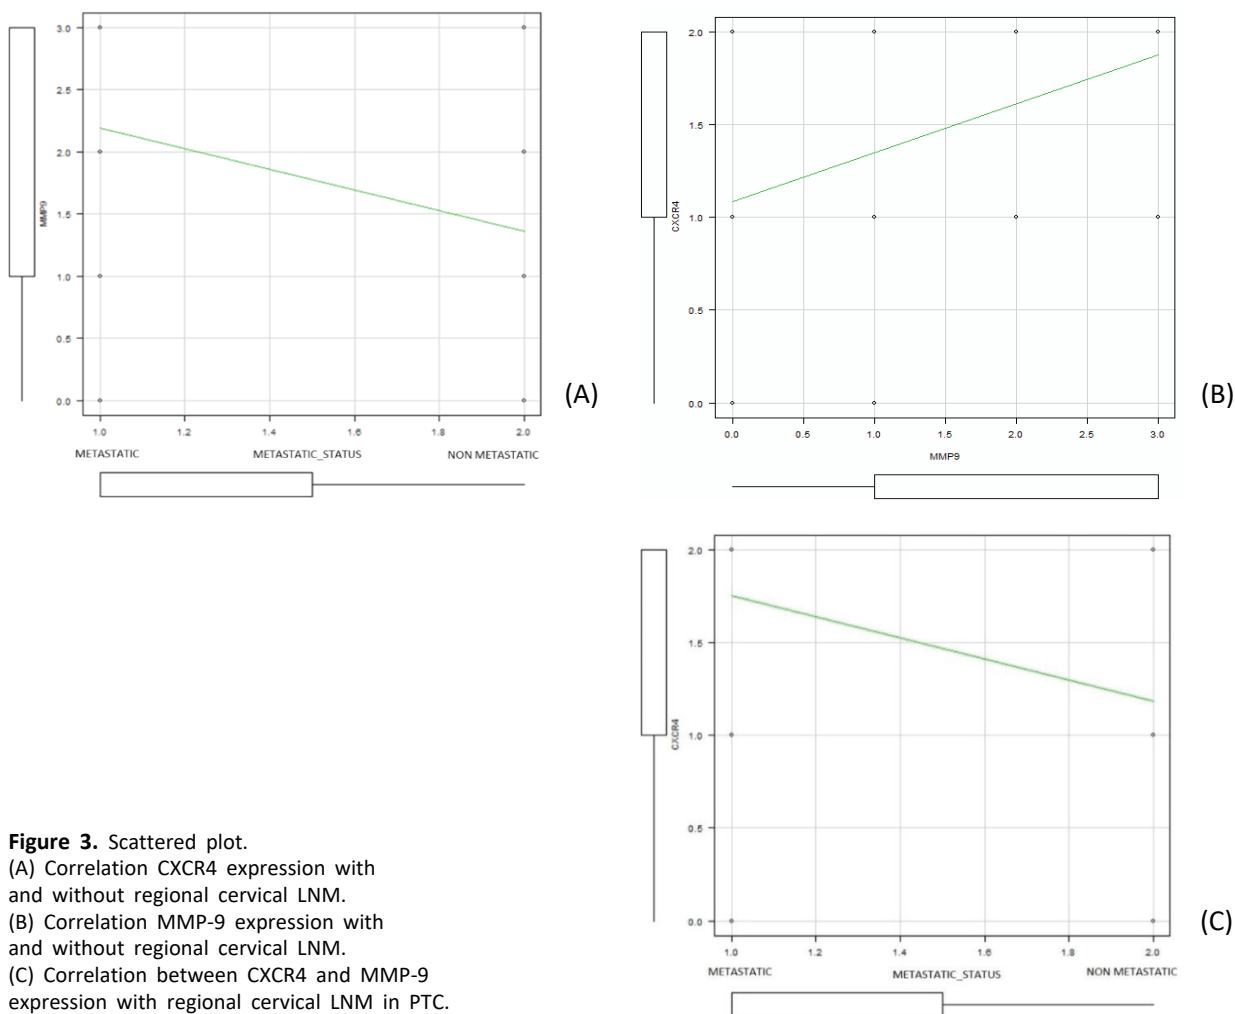 3.0
2.5
2.0
1.5
1.0
0.5
0.0
MMP9
1.0 1.2 1.4 1.6 1.8 2.0
METASTATIC METASTATIC_STATUS NON METASTATIC
(A)
2.0
1.5
1.0
0.5
0.0
CXCR4
0.0 0.5 1.0 1.5 2.0 2.5 3.0
MMP9
(B)
2.0
1.5
1.0
0.5
0.0
CXCR4
1.0 1.2 1.4 1.6 1.8 2.0
METASTATIC METASTATIC_STATUS NON METASTATIC
(C)
Figure 3. Scattered plot.
(A) Correlation CXCR4 expression with
and without regional cervical LNM.
(B) Correlation MMP-9 expression with
and without regional cervical LNM.
(C) Correlation between CXCR4 and MMP-9
expression with regional cervical LNM in PTC.